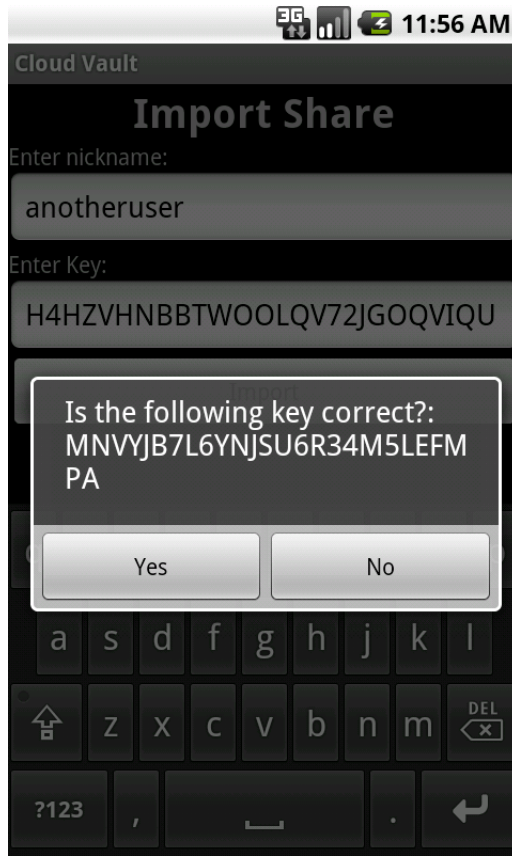 3G 11:56 AM
Cloud Vault
Import Share
Enter nickname:
anotheruser
Enter Key:
H4HZVHNBBTWOOLQV72JGOQVIQU
Import
Is the following key correct?:
MNVYJB7L6YNJSU6R34M5LEFM
PA
Yes No
a s d f g h j k l
z x c v b n m DEL
?123 , .